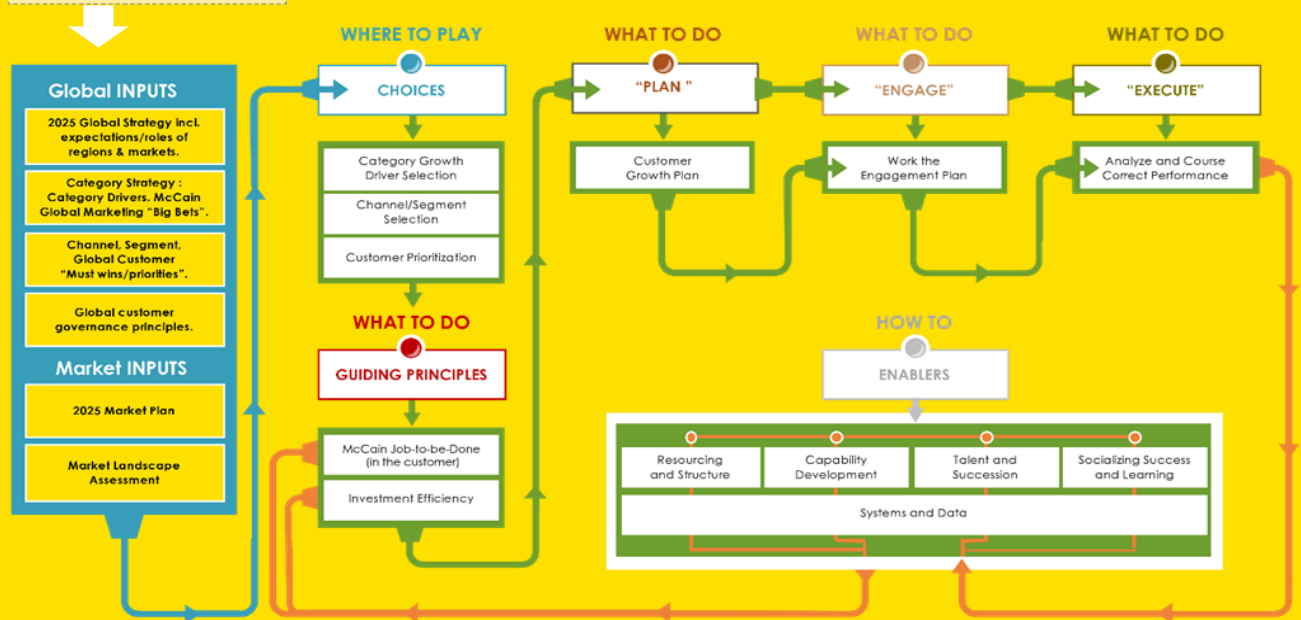 Global INPUTS
2025 Global Strategy incl.
expectations/roles of
regions & markets.
Category Strategy :
Category Drivers. McCain
Global Marketing "Big Bets".
Channel, Segment,
Global Customer
"Must wins/priorities".
Global customer
governance principles.
Market INPUTS
2025 Market Plan
Market Landscape
Assessment
WHERE TO PLAY
CHOICES
Category Growth
Driver Selection
Channel/Segment
Selection
Customer Prioritization
WHAT TO DO
GUIDING PRINCIPLES
McCain Job-to-be-Done
(in the customer)
Investment Efficiency
WHAT TO DO
"PLAN "
Customer
Growth Plan
WHAT TO DO
"ENGAGE"
Work the
Engagement Plan
WHAT TO DO
"EXECUTE"
Analyze and Course
Correct Performance
HOW TO
ENABLERS
Resourcing
and Structure
Capability
Development
Talent and
Succession
Socializing Success
and Learning
Systems and Data